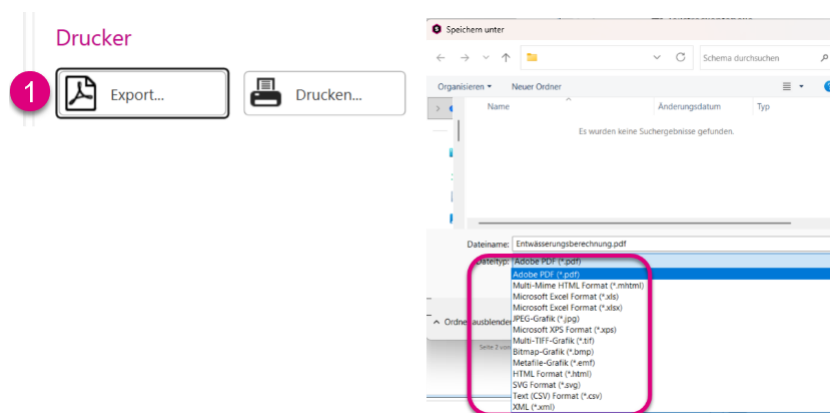 Drucker
1
Export...
Drucken...
Speichern unter
Schema durchsuchen
Organisieren
Neuer Ordner
Name
Änderungsdatum
Typ
Es wurden keine Suchergebnisse gefunden.
Dateiname: Entwässerungsberechnung.pdf
Dateityp: Adobe PDF (*.pdf)
Adobe PDF (*.pdf)
Multi-Mime HTML Format (*.mhtml)
Microsoft Excel Format (*.xls)
Microsoft Excel Format (*.xlsx)
JPEG-Grafik (*.jpg)
Microsoft XPS Format (*.xps)
Multi-TIFF-Grafik (*.tif)
Bitmap-Grafik (*.bmp)
Metafile-Grafik (*.emf)
HTML Format (*.html)
SVG Format (*.svg)
Text (CSV) Format (*.csv)
XML (*.xml)
Ordner ausblenden
Seite 2 von